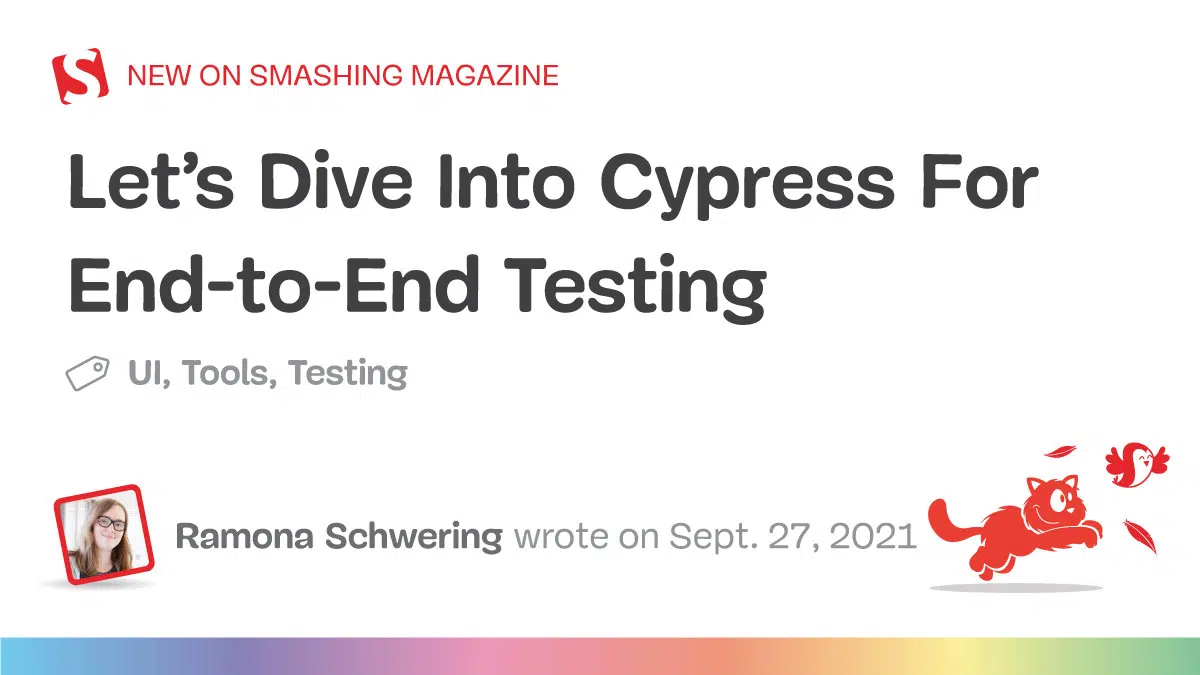 NEW ON SMASHING MAGAZINE
Let’s Dive Into Cypress For
End-to-End Testing
UI, Tools, Testing
Ramona Schwering wrote on Sept. 27, 2021